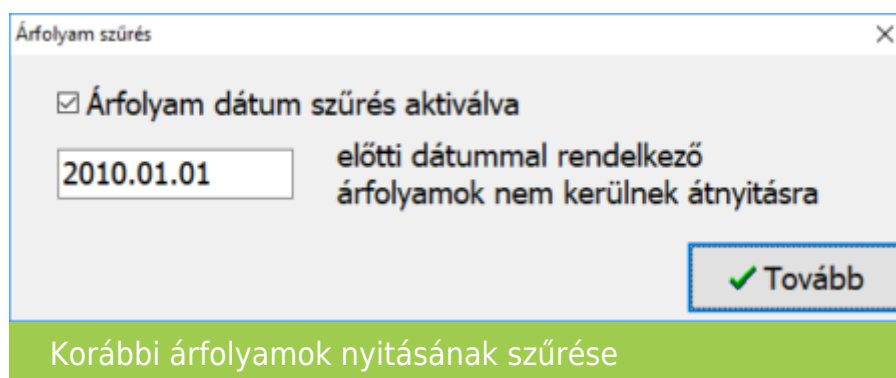 Árfolyam szűrés
Árfolyam dátum szűrés aktiválva
2010.01.01
előtti dátummal rendelkező
árfolyamok nem kerülnek átnyitásra
Tovább
Korábbi árfolyamok nyitásának szűrése